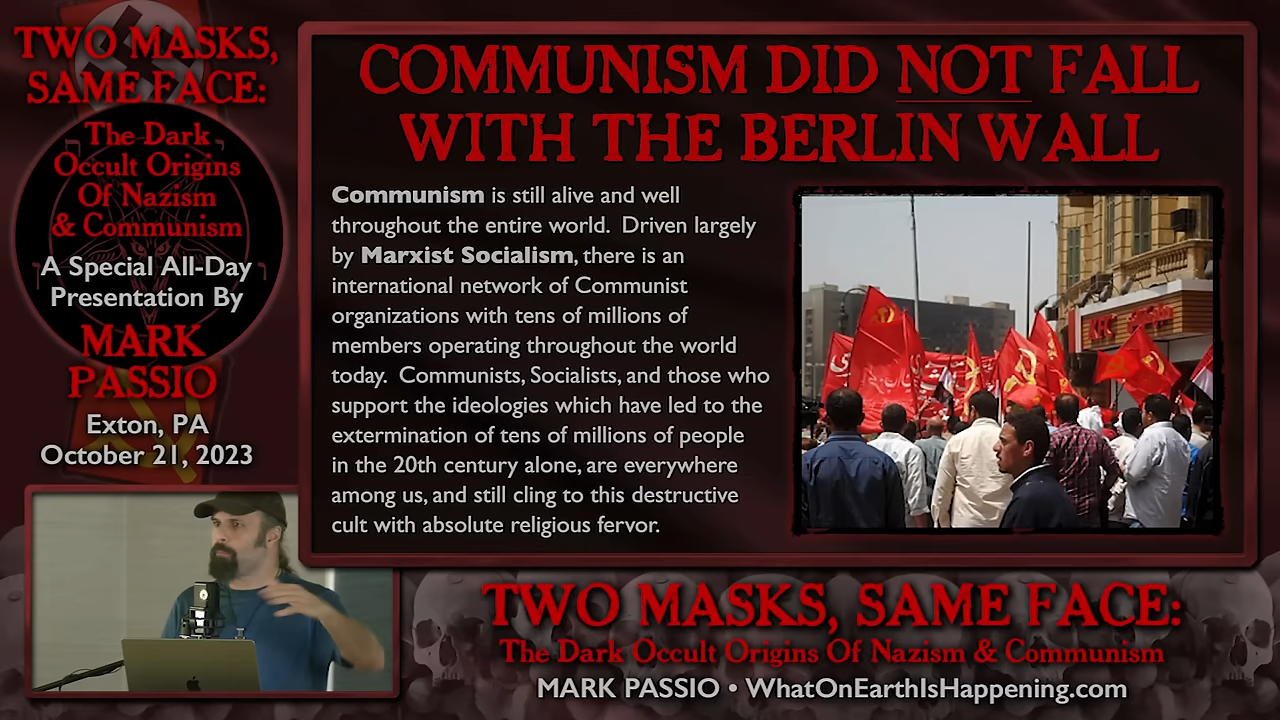 TWO MASKS,
SAME FACE:
The Dark
Occult Origins
Of Nazism
& Communism
A Special All-Day
Presentation By
MARK
PASSIO
Exton, PA
October 21, 2023
COMMUNISM DID NOT FALL
WITH THE BERLIN WALL
Communism is still alive and well
throughout the entire world.  Driven largely
by Marxist Socialism, there is an
international network of Communist
organizations with tens of millions of
members operating throughout the world
today.  Communists, Socialists, and those who
support the ideologies which have led to the
extermination of tens of millions of people
in the 20th century alone, are everywhere
among us, and still cling to this destructive
cult with absolute religious fervor.
KFC
TWO MASKS, SAME FACE:
The Dark Occult Origins Of Nazism & Communism
MARK PASSIO • WhatOnEarthIsHappening.com